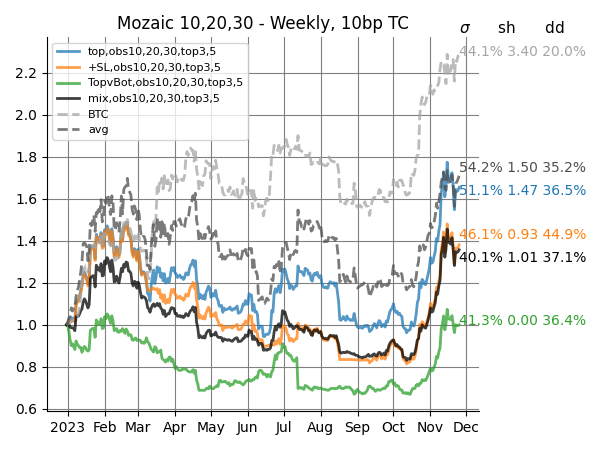 Mozaic 10,20,30 - Weekly, 10bp TC
σ sh dd
top,obs10,20,30,top3,5
+SL,obs10,20,30,top3,5
TopvBot,obs10,20,30,top3,5
mix,obs10,20,30,top3,5
BTC
avg
44.1% 3.40 20.0%
54.2% 1.50 35.2%
51.1% 1.47 36.5%
46.1% 0.93 44.9%
40.1% 1.01 37.1%
41.3% 0.00 36.4%
2.2
2.0
1.8
1.6
1.4
1.2
1.0
0.8
0.6
2023 Feb Mar Apr May Jun Jul Aug Sep Oct Nov Dec